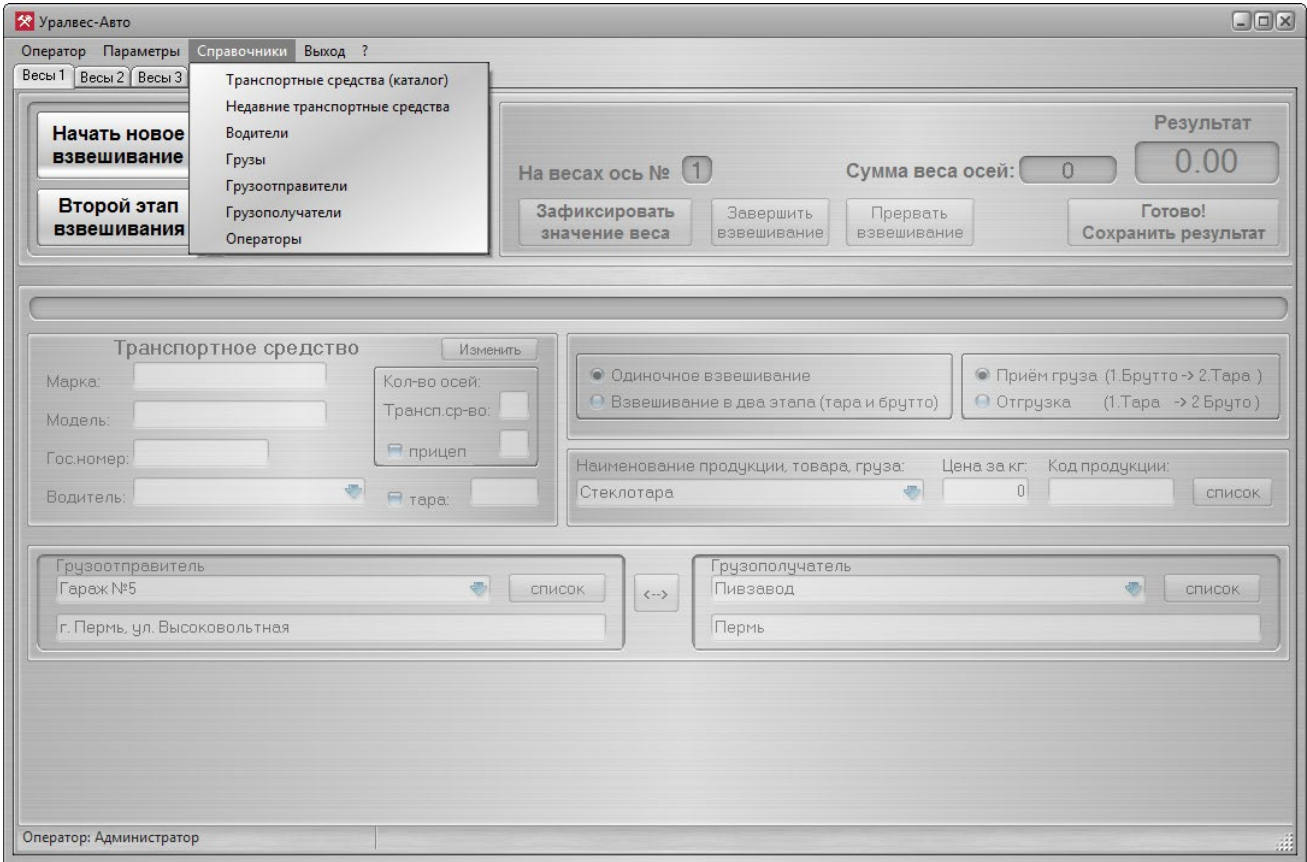 Уралвес-Авто
Оператор Параметры Справочники Выход ?
Весы 1 Весы 2 Весы 3
Транспортные средства (каталог)
Недавние транспортные средства
Водители
Грузы
Грузоотправители
Грузополучатели
Операторы
Начать новое
взвешивание
Второй этап
взвешивания
Результат
На весах ось № 1 Сумма веса осей: 0 0.00
Зафиксировать
значение веса
Завершить
взвешивание
Прервать
взвешивание
Готово!
Сохранить результат
Транспортное средство Изменить
Марка:
Модель:
Гос.номер:
Водитель:
Кол-во осей:
Трансп.ср-во:
прицеп
тара:
Одиночное взвешивание
Взвешивание в два этапа (тара и брутто)
Приём груза (1.Брутто -> 2.Тара )
Отгрузка (1.Тара -> 2 Бруто )
Наименование продукции, товара, груза: Цена за кг: Код продукции:
Стеклотара 0 список
Грузоотправитель
Гараж №5 список
г. Пермь, ул. Высоковольтная
<-->
Грузополучатель
Пивзавод список
Пермь
Оператор: Администратор